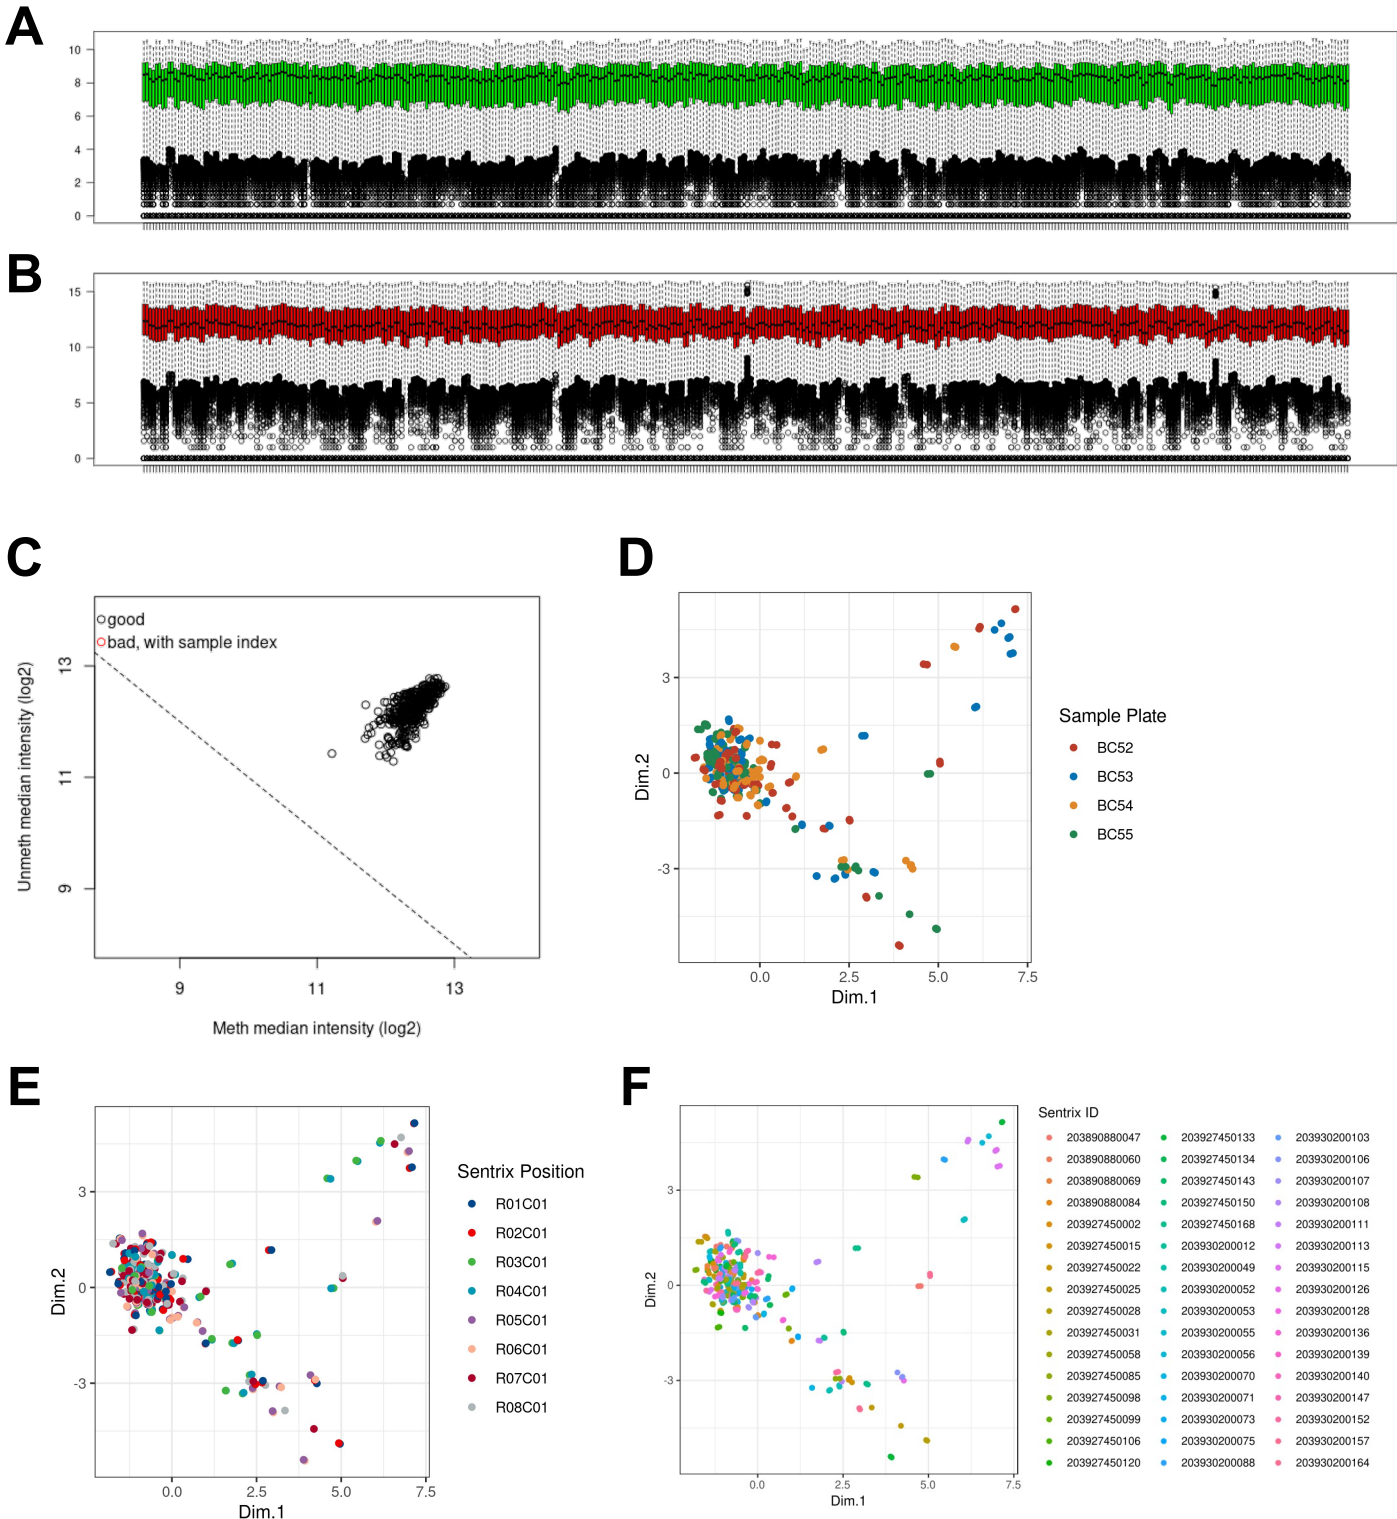 A
10
8
6
4
2
0
B
15
10
5
0
C
good
bad, with sample index
13
11
9
Unmeth median intensity (log2)
9 11 13
Meth median intensity (log2)
D
3
0
-3
Dim.2
0.0 2.5 5.0 7.5
Dim.1
Sample Plate
BC52
BC53
BC54
BC55
E
3
0
-3
Dim.2
0.0 2.5 5.0 7.5
Dim.1
Sentrix Position
R01C01
R02C01
R03C01
R04C01
R05C01
R06C01
R07C01
R08C01
F
3
0
-3
Dim.2
0.0 2.5 5.0 7.5
Dim.1
Sentrix ID
203890880047 203927450133 203930200103
203890880060 203927450134 203930200106
203890880069 203927450143 203930200107
203890880084 203927450150 203930200108
203927450002 203927450168 203930200111
203927450015 203930200012 203930200113
203927450022 203930200049 203930200115
203927450025 203930200052 203930200126
203927450028 203930200053 203930200128
203927450031 203930200055 203930200136
203927450058 203930200056 203930200139
203927450085 203930200070 203930200140
203927450098 203930200071 203930200147
203927450099 203930200073 203930200152
203927450106 203930200075 203930200157
203927450120 203930200088 203930200164